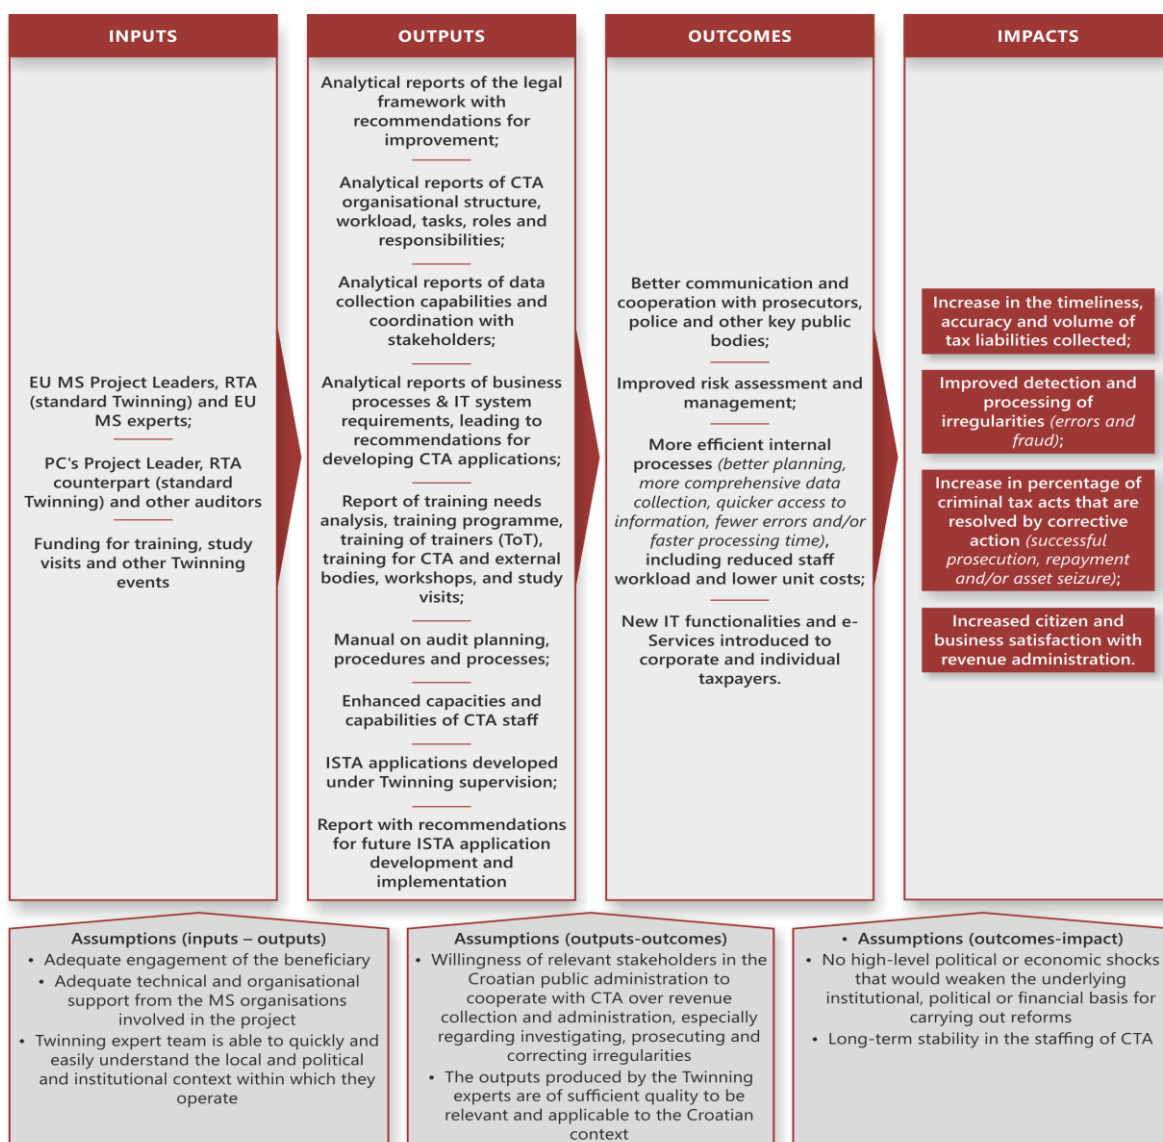 INPUTS
EU MS Project Leaders, RTA
(standard Twinning) and EU
MS experts;
PC's Project Leader, RTA
counterpart (standard
Twinning) and other auditors
Funding for training, study
visits and other Twinning
events
OUTPUTS
Analytical reports of the legal
framework with
recommendations for
improvement;
Analytical reports of CTA
organisational structure,
workload, tasks, roles and
responsibilities;
Analytical reports of data
collection capabilities and
coordination with
stakeholders;
Analytical reports of business
processes & IT system
requirements, leading to
recommendations for
developing CTA applications;
Report of training needs
analysis, training programme,
training of trainers (ToT),
training for CTA and external
bodies, workshops, and study
visits;
Manual on audit planning,
procedures and processes;
Enhanced capacities and
capabilities of CTA staff
ISTA applications developed
under Twinning supervision;
Report with recommendations
for future ISTA application
development and
implementation
OUTCOMES
Better communication and
cooperation with prosecutors,
police and other key public
bodies;
Improved risk assessment and
management;
More efficient internal
processes (better planning,
more comprehensive data
collection, quicker access to
information, fewer errors and/or
faster processing time),
including reduced staff
workload and lower unit costs;
New IT functionalities and e-
Services introduced to
corporate and individual
taxpayers.
IMPACTS
Increase in the timeliness,
accuracy and volume of
tax liabilities collected;
Improved detection and
processing of
irregularities (errors and
fraud);
Increase in percentage of
criminal tax acts that are
resolved by corrective
action (successful
prosecution, repayment
and/or asset seizure);
Increased citizen and
business satisfaction with
revenue administration.
Assumptions (inputs – outputs)
• Adequate engagement of the beneficiary
• Adequate technical and organisational
support from the MS organisations
involved in the project
• Twinning expert team is able to quickly and
easily understand the local and political
and institutional context within which they
operate
Assumptions (outputs-outcomes)
• Willingness of relevant stakeholders in the
Croatian public administration to
cooperate with CTA over revenue
collection and administration, especially
regarding investigating, prosecuting and
correcting irregularities
• The outputs produced by the Twinning
experts are of sufficient quality to be
relevant and applicable to the Croatian
context
• Assumptions (outcomes-impact)
• No high-level political or economic shocks
that would weaken the underlying
institutional, political or financial basis for
carrying out reforms
• Long-term stability in the staffing of CTA